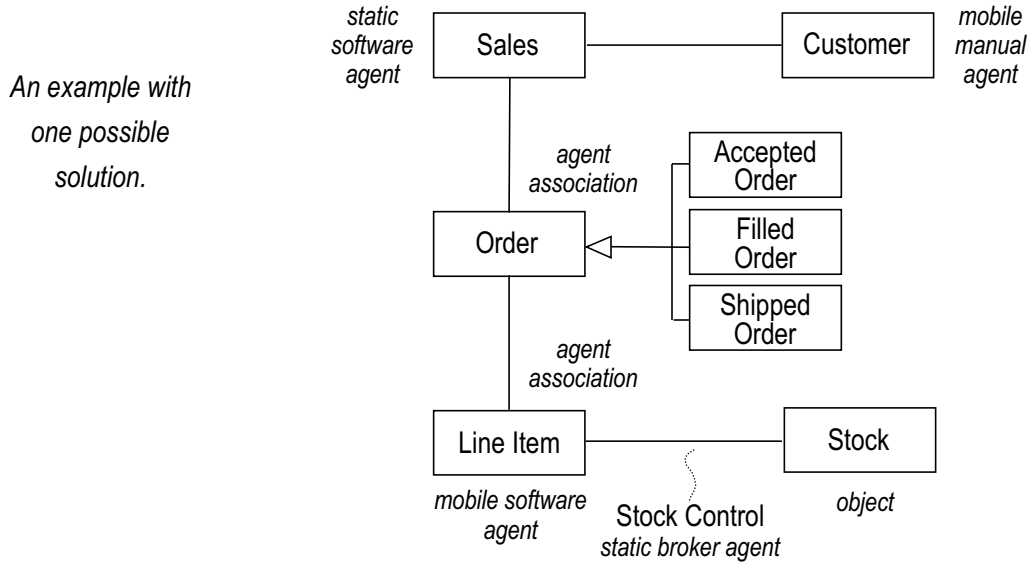 An example with
one possible
solution.
static
software
agent
Sales
Customer
mobile
manual
agent
agent
association
Order
Accepted
Order
Filled
Order
Shipped
Order
agent
association
Line Item
Stock
mobile software
agent
Stock Control
static broker agent
object